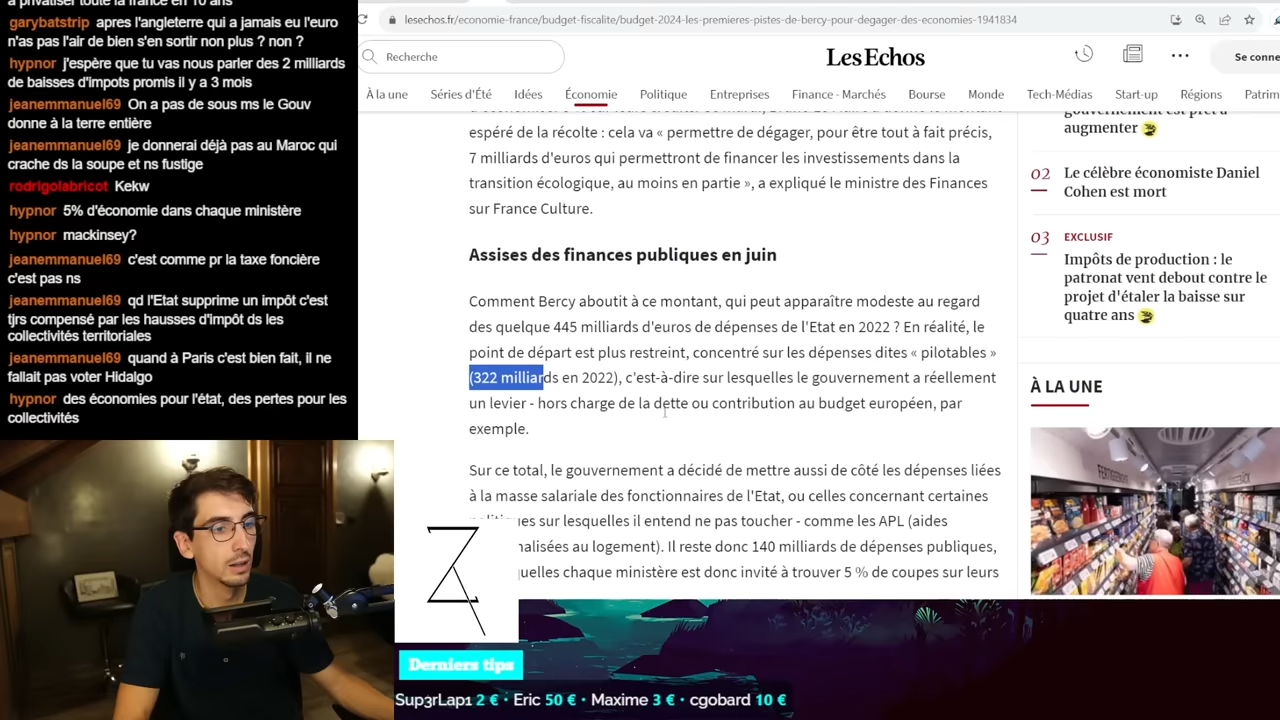 à privatiser toute la france en 10 ans
garybatstrip apres l'angleterre qui a jamais eu l'euro
n'as pas l'air de bien s'en sortir non plus ? non ?
hypnor j'espère que tu vas nous parler des 2 milliards
de baisses d'impots promis il y a 3 mois
jeanemmanuel69 On a pas de sous ms le Gouv
donne à la terre entière
jeanemmanuel69 je donnerai déjà pas au Maroc qui
crache ds la soupe et ns fustige
rodrigolabricot Kekw
hypnor 5% d'économie dans chaque ministère
hypnor mackinsey?
jeanemmanuel69 c'est comme pr la taxe foncière
c'est pas ns
jeanemmanuel69 qd l'Etat supprime un impôt c'est
tjrs compensé par les hausses d'impôt ds les
collectivités territoriales
jeanemmanuel69 quand à Paris c'est bien fait, il ne
fallait pas voter Hidalgo
hypnor des économies pour l'état, des pertes pour les
collectivités
lesechos.fr/economie-france/budget-fiscalite/budget-2024-les-premieres-pistes-de-bercy-pour-degager-des-economies-1941834
Recherche
Les Echos
Se conne
À la une Séries d'Été Idées Économie Politique Entreprises Finance - Marchés Bourse Monde Tech-Médias Start-up Régions Patrim
espéré de la récolte : cela va « permettre de dégager, pour être tout à fait précis,
7 milliards d'euros qui permettront de financer les investissements dans la
transition écologique, au moins en partie », a expliqué le ministre des Finances
sur France Culture.
Assises des finances publiques en juin
Comment Bercy aboutit à ce montant, qui peut apparaître modeste au regard
des quelque 445 milliards d'euros de dépenses de l'Etat en 2022 ? En réalité, le
point de départ est plus restreint, concentré sur les dépenses dites « pilotables »
(322 milliards en 2022), c'est-à-dire sur lesquelles le gouvernement a réellement
un levier - hors charge de la dette ou contribution au budget européen, par
exemple.
Sur ce total, le gouvernement a décidé de mettre aussi de côté les dépenses liées
à la masse salariale des fonctionnaires de l'Etat, ou celles concernant certaines
sur lesquelles il entend ne pas toucher - comme les APL (aides
nalisées au logement). Il reste donc 140 milliards de dépenses publiques,
quelles chaque ministère est donc invité à trouver 5 % de coupes sur leurs
gouvernement est prêt à
augmenter
02 Le célèbre économiste Daniel
Cohen est mort
03 EXCLUSIF
Impôts de production : le
patronat vent debout contre le
projet d'étaler la baisse sur
quatre ans
À LA UNE
Z
Derniers tips
Sup3rLap1 2 € • Eric 50 € • Maxime 3 € • cgobard 10 €